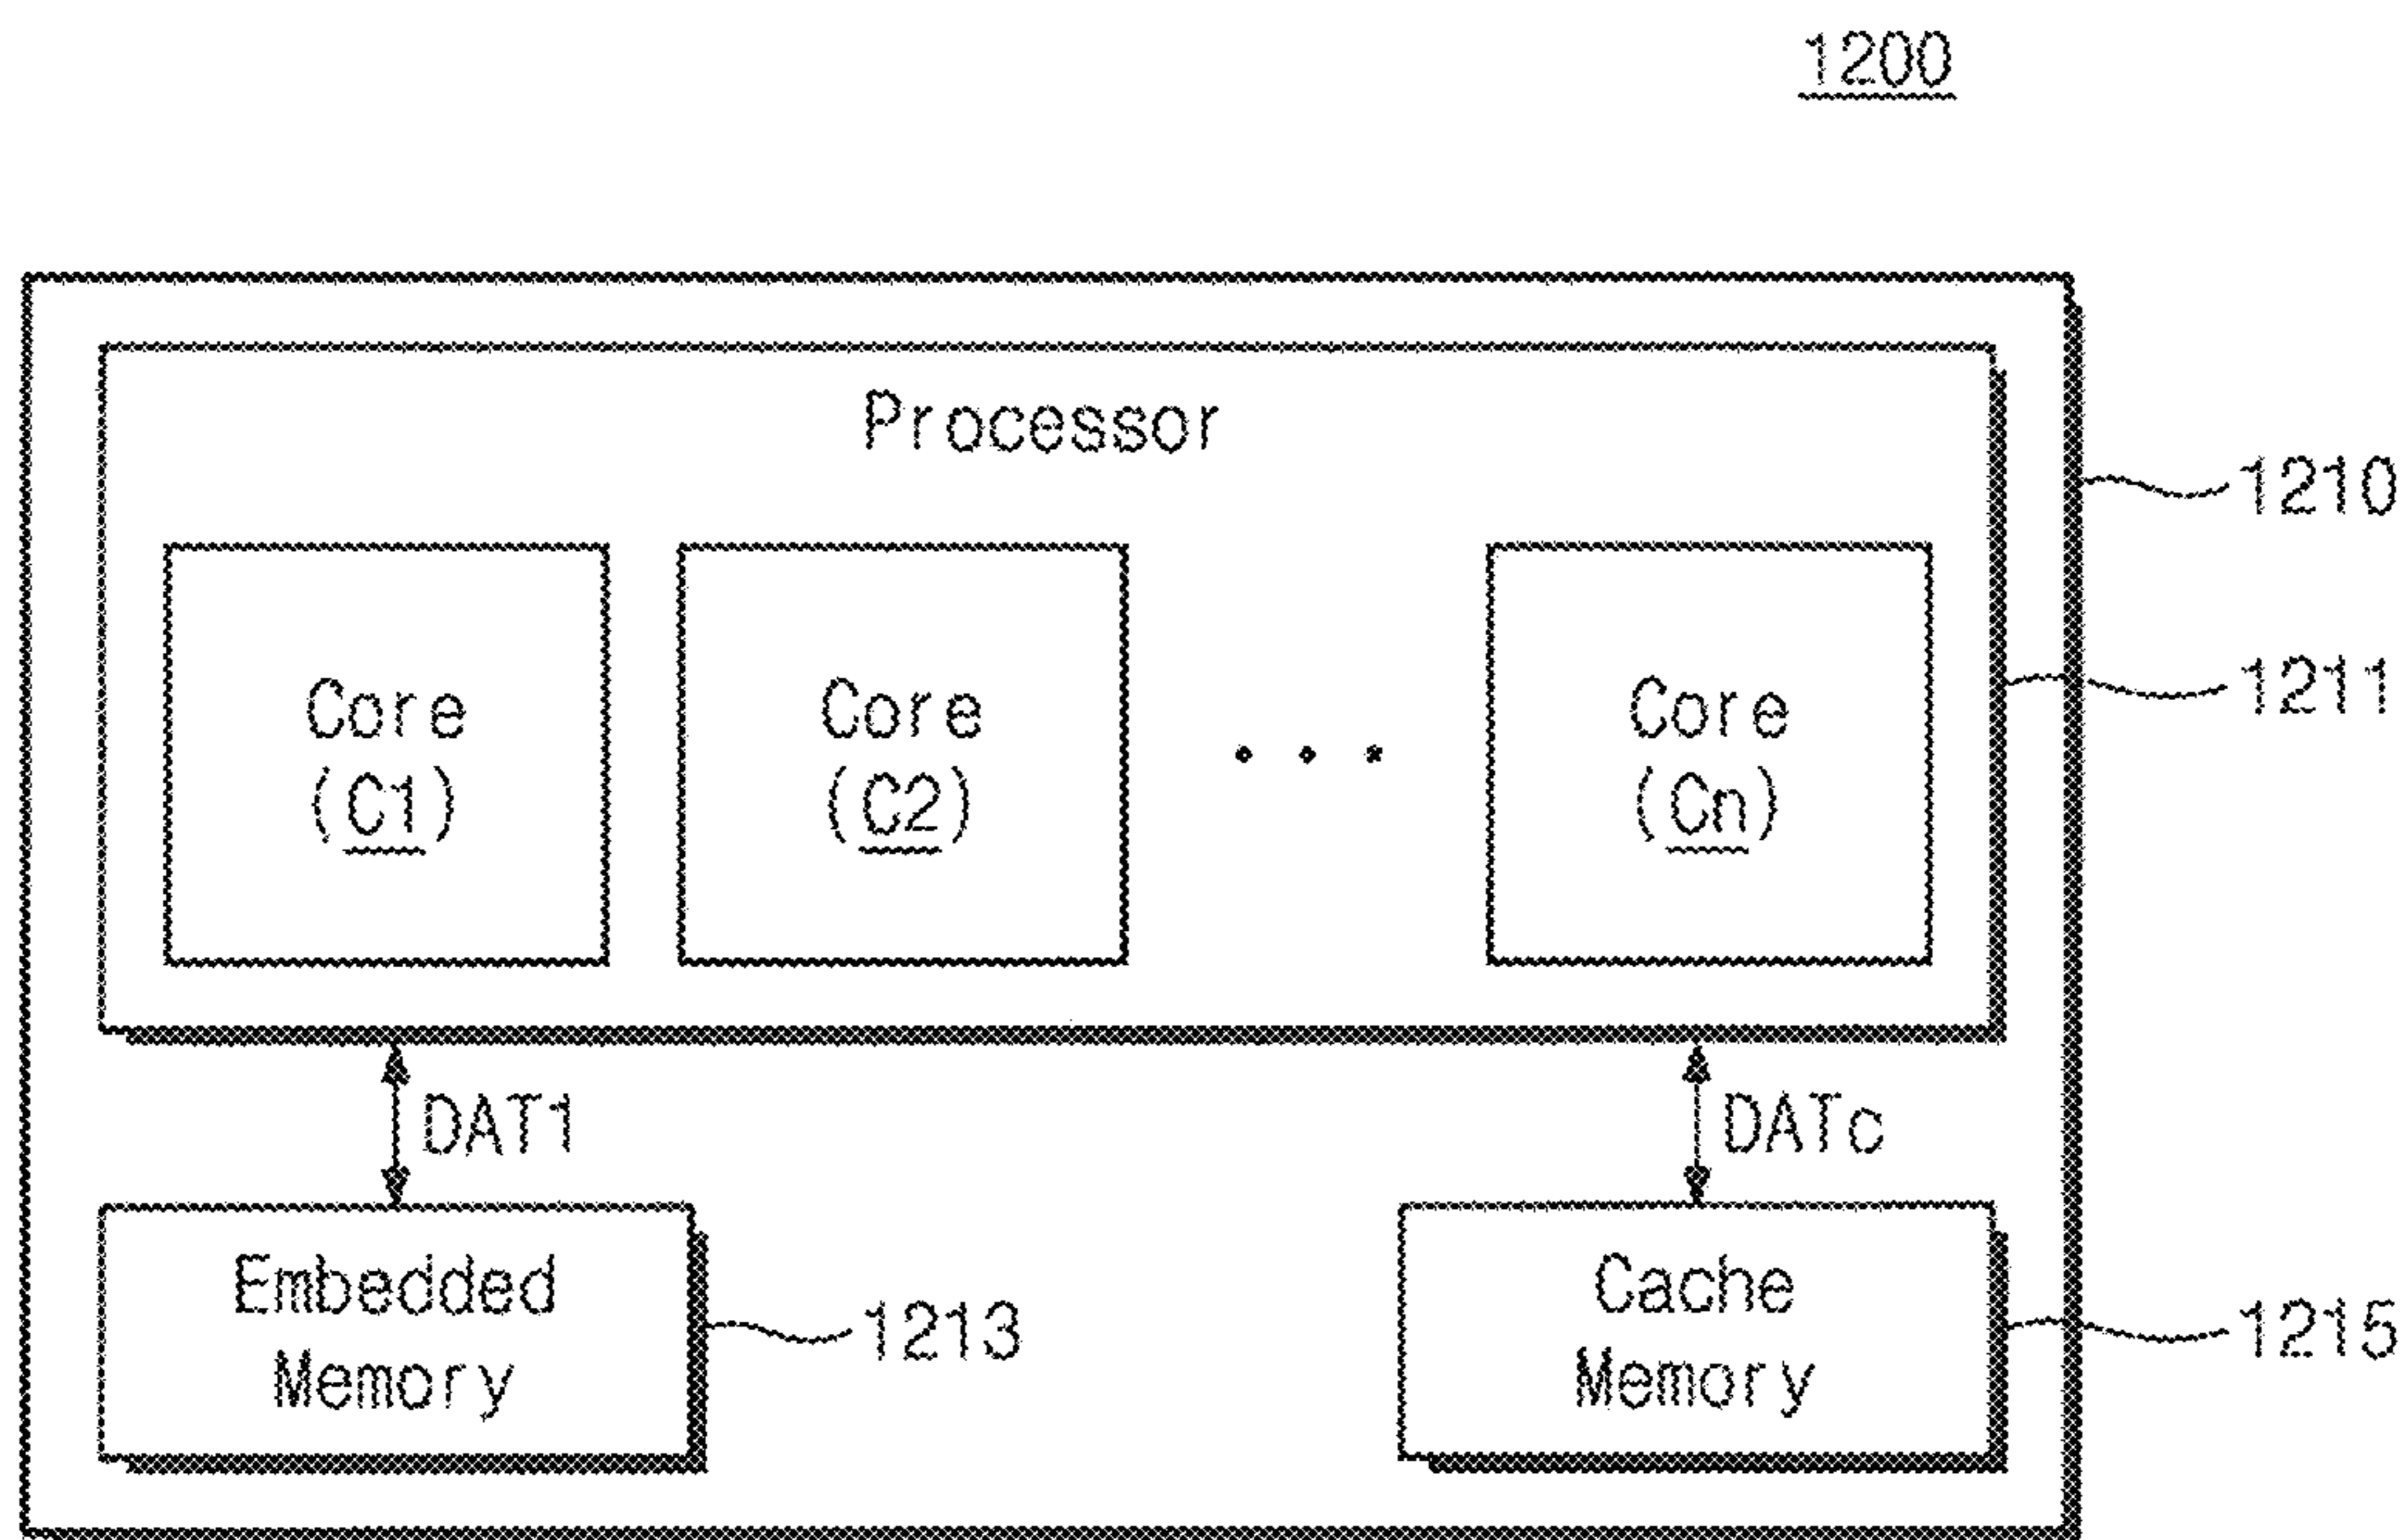 1200
Processor
1210
Core
(C1)
Core
(C2)
. . .
Core
(Cn)
1211
DAT1
DATc
Embedded
Memory
1213
Cache
Memory
1215